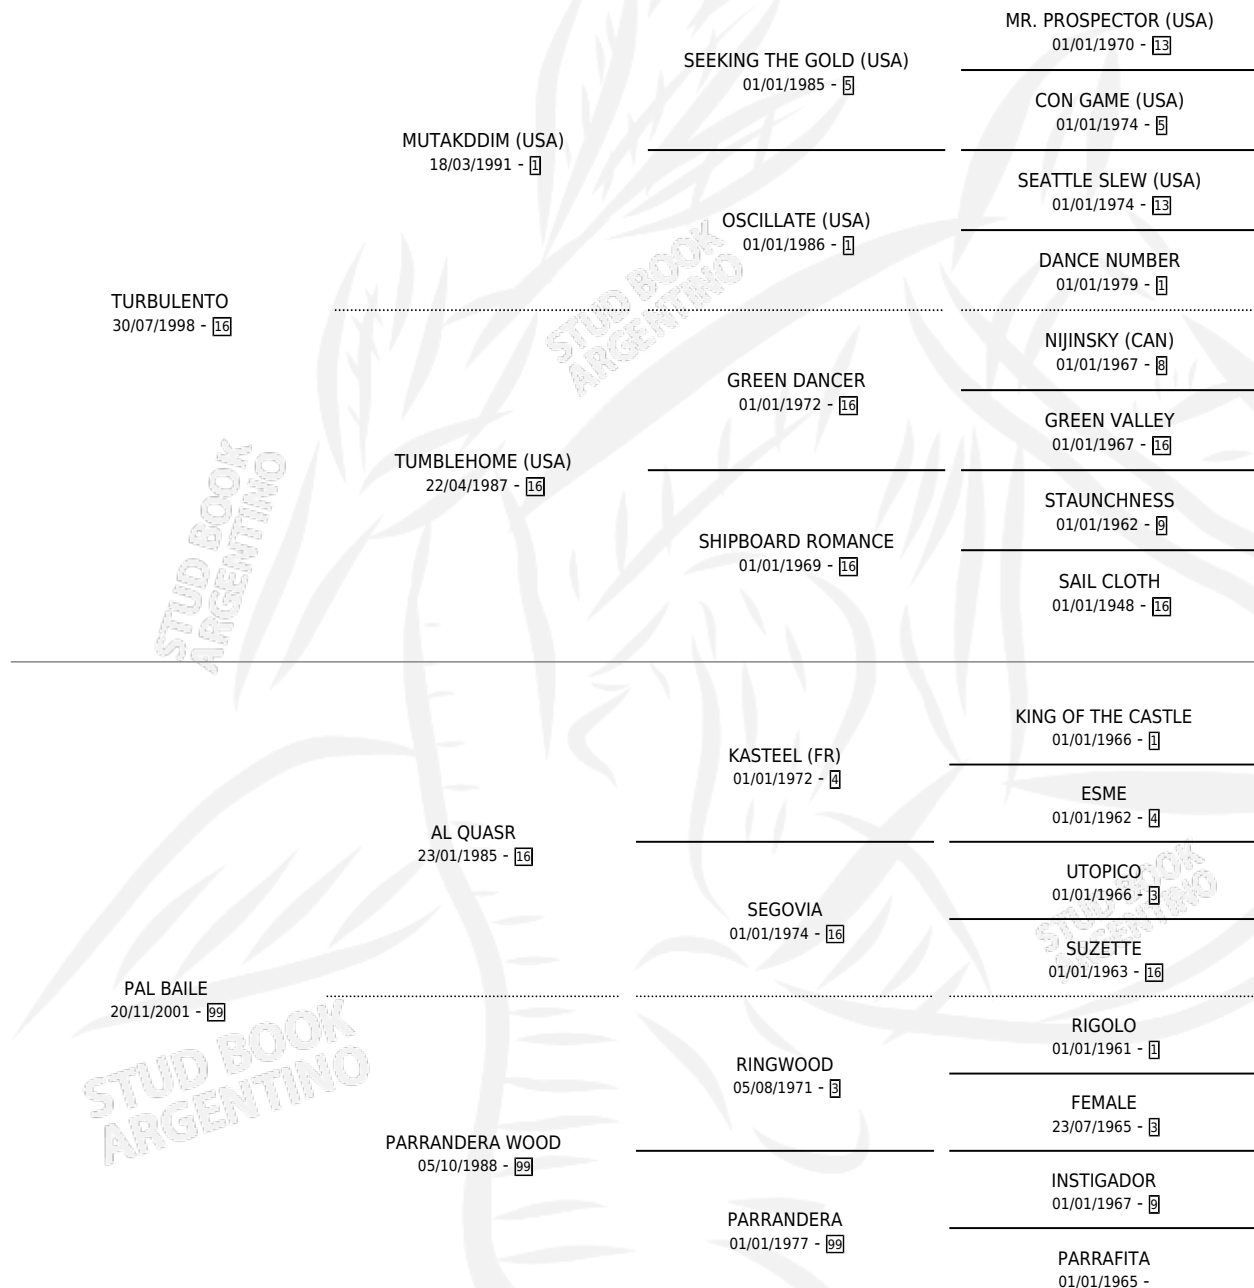 MR. PROSPECTOR (USA)
01/01/1970 - 13
SEEKING THE GOLD (USA)
01/01/1985 - 5
CON GAME (USA)
01/01/1974 - 5
MUTAKDDIM (USA)
18/03/1991 - 1
SEATTLE SLEW (USA)
01/01/1974 - 13
OSCILLATE (USA)
01/01/1986 - 1
DANCE NUMBER
01/01/1979 - 1
TURBULENTO
30/07/1998 - 16
NIJINSKY (CAN)
01/01/1967 - 8
GREEN DANCER
01/01/1972 - 16
GREEN VALLEY
01/01/1967 - 16
TUMBLEHOME (USA)
22/04/1987 - 16
STAUNCHNESS
01/01/1962 - 9
SHIPBOARD ROMANCE
01/01/1969 - 16
SAIL CLOTH
01/01/1948 - 16
STUD BOOK
ARGENTINO
STUD BOOK
ARGENTINO
KING OF THE CASTLE
01/01/1966 - 1
KASTEEL (FR)
01/01/1972 - 4
ESME
01/01/1962 - 4
AL QUASR
23/01/1985 - 16
UTOPICO
01/01/1966 - 3
SEGOVIA
01/01/1974 - 16
SUZETTE
01/01/1963 - 16
PAL BAILE
20/11/2001 - 99
RIGOLO
01/01/1961 - 1
RINGWOOD
05/08/1971 - 3
FEMALE
23/07/1965 - 3
PARRANDERA WOOD
05/10/1988 - 99
INSTIGADOR
01/01/1967 - 9
PARRANDERA
01/01/1977 - 99
PARRAFITA
01/01/1965 -
STUD BOOK
ARGENTINO
STUD BOOK
ARGENTINO